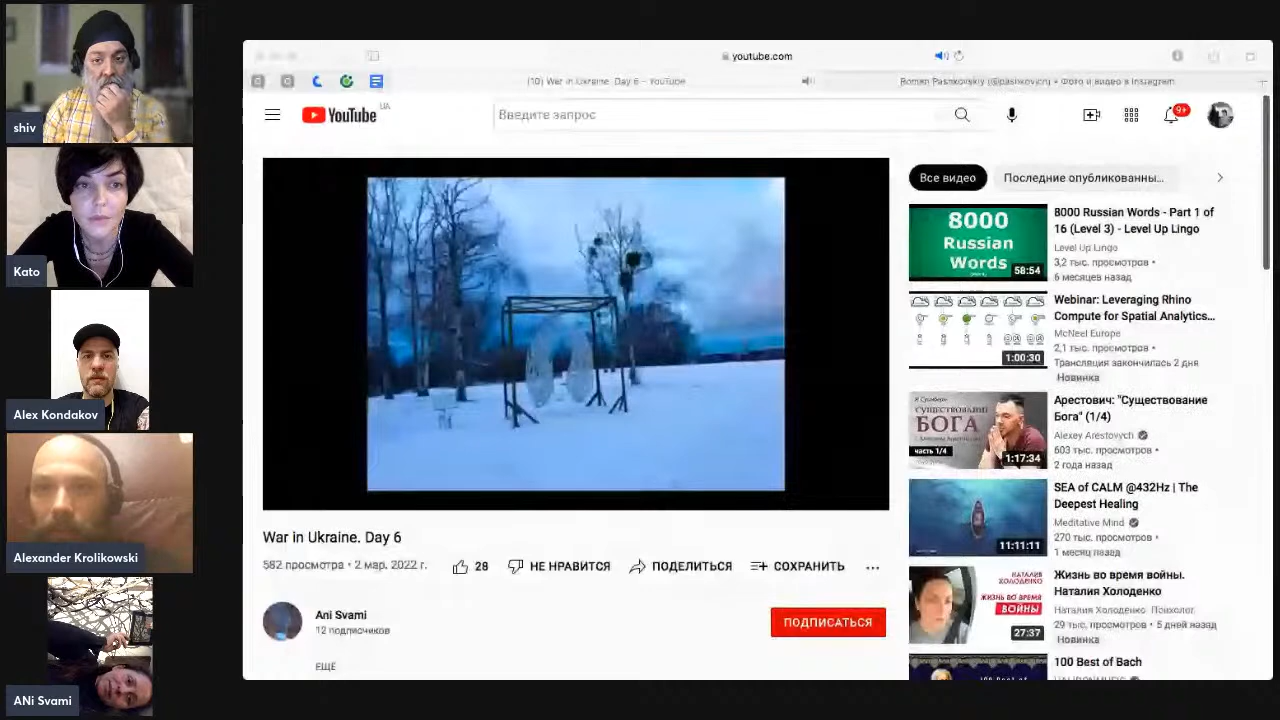 shiv
Kato
Alex Kondakov
Alexander Krolikowski
ANi Svami
youtube.com
(10) War in Ukraine. Day 6 – YouTube
Roman Pashkovskiy (@pashkovv.ru) • Фото и видео в Instagram
YouTube UA
Введите запрос
9+
War in Ukraine. Day 6
582 просмотра • 2 мар. 2022 г.
28
НЕ НРАВИТСЯ
ПОДЕЛИТЬСЯ
СОХРАНИТЬ
Ani Svami
12 подписчиков
ПОДПИСАТЬСЯ
ЕЩЁ
Все видео
Последние опубликованны...
8000
Russian
Words
58:54
8000 Russian Words - Part 1 of
16 (Level 3) - Level Up Lingo
Level Up Lingo
3,2 тыс. просмотров •
6 месяцев назад
1:00:30
Webinar: Leveraging Rhino
Compute for Spatial Analytics...
McNeel Europe
2,1 тыс. просмотров •
Трансляция закончилась 2 дня
Новинка
СУЩЕСТВОВАНИЕ
БОГА
часть 1/4
1:17:34
Арестович: "Существование
Бога" (1/4)
Alexey Arestovych
603 тыс. просмотров •
2 года назад
11:11:11
SEA of CALM @432Hz | The
Deepest Healing
Meditative Mind
270 тыс. просмотров •
1 месяц назад
НАТАЛИЯ
ХОЛОДЕНКО
ЖИЗНЬ ВО ВРЕМЯ
ВОЙНЫ
27:37
Жизнь во время войны.
Наталия Холоденко
Наталия Холоденко Психолог
29 тыс. просмотров • 5 дней назад
Новинка
100 Best of Bach